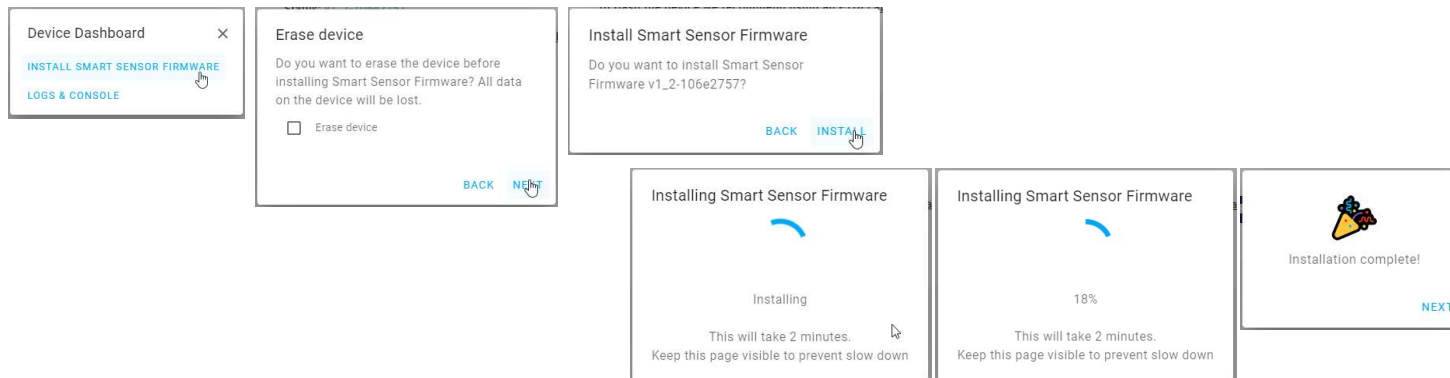 Device Dashboard
INSTALL SMART SENSOR FIRMWARE
LOGS & CONSOLE
Erase device
Do you want to erase the device before
installing Smart Sensor Firmware? All data
on the device will be lost.
Erase device
BACK NEXT
Install Smart Sensor Firmware
Do you want to install Smart Sensor
Firmware v1_2-106e2757?
BACK INSTALL
Installing Smart Sensor Firmware
Installing
This will take 2 minutes.
Keep this page visible to prevent slow down
Installing Smart Sensor Firmware
18%
This will take 2 minutes.
Keep this page visible to prevent slow down
Installation complete!
NEXT